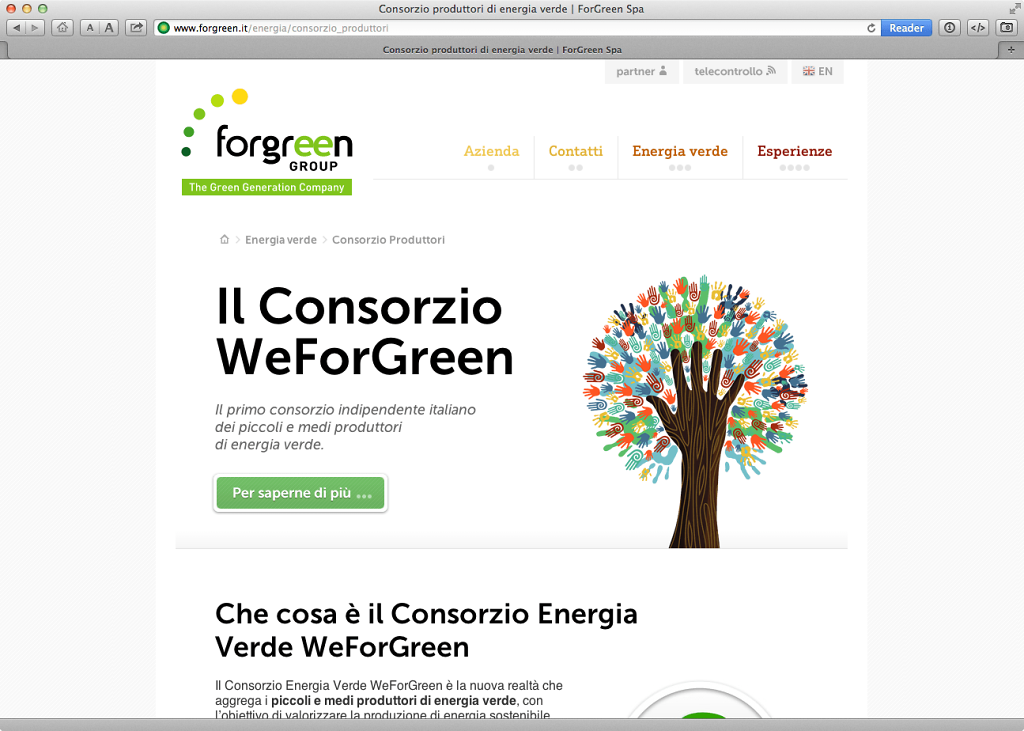 Consorzio produttori di energia verde | ForGreen Spa
A A
www.forgreen.it/energia/consorzio_produttori
Reader
Consorzio produttori di energia verde | ForGreen Spa
partner
telecontrollo
EN
forgreen
GROUP
The Green Generation Company
Azienda
Contatti
Energia verde
Esperienze
Energia verde > Consorzio Produttori
Il Consorzio
WeForGreen
Il primo consorzio indipendente italiano
dei piccoli e medi produttori
di energia verde.
Per saperne di più ...
Che cosa è il Consorzio Energia
Verde WeForGreen
Il Consorzio Energia Verde WeForGreen è la nuova realtà che
aggrega i piccoli e medi produttori di energia verde, con
l'obiettivo di valorizzare la produzione di energia sostenibile